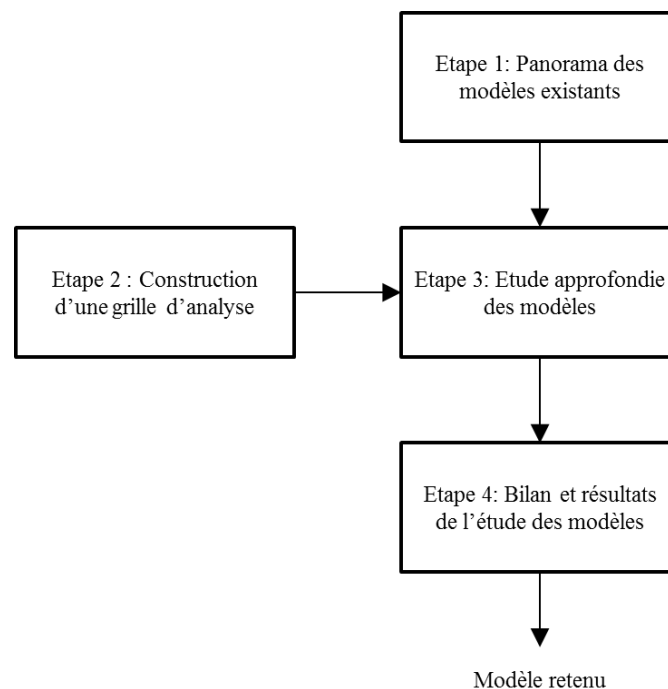 Etape 1: Panorama des
modèles existants
Etape 2 : Construction
d’une grille d’analyse
Etape 3: Etude approfondie
des modèles
Etape 4: Bilan et résultats
de l’étude des modèles
Modèle retenu